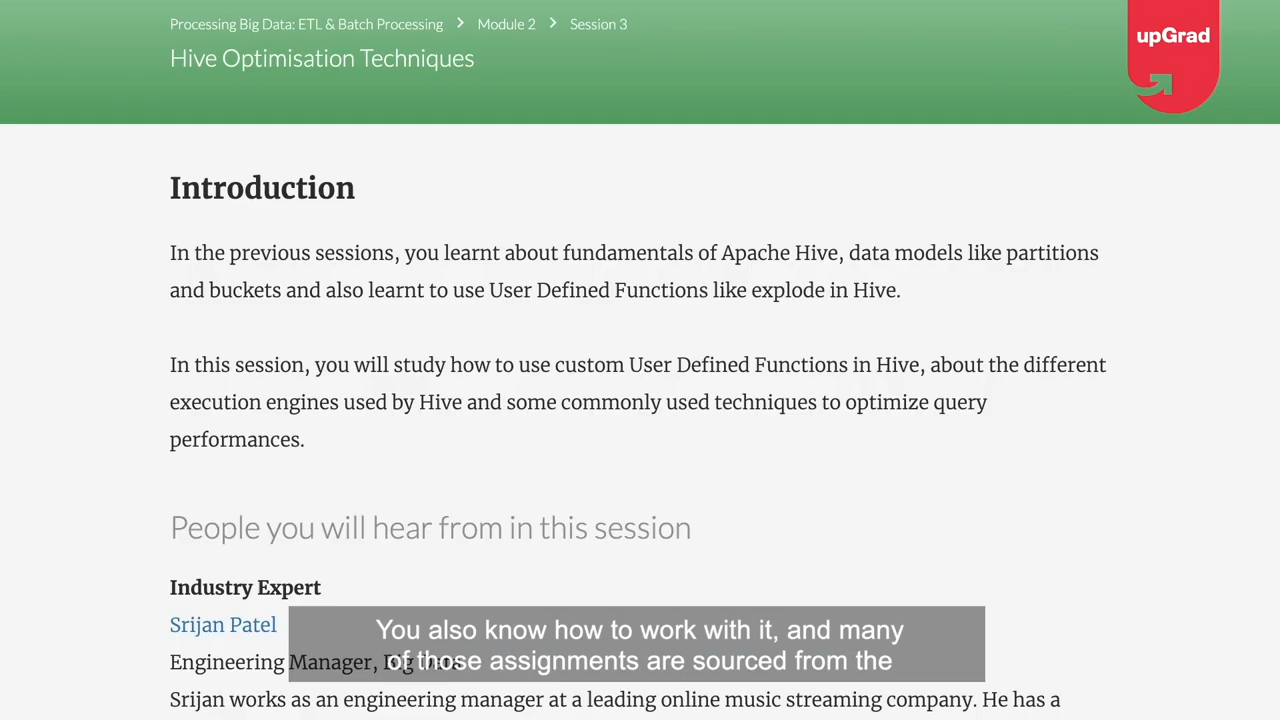 Processing Big Data: ETL & Batch Processing > Module 2 > Session 3
Hive Optimisation Techniques
upGrad
Introduction
In the previous sessions, you learnt about fundamentals of Apache Hive, data models like partitions
and buckets and also learnt to use User Defined Functions like explode in Hive.
In this session, you will study how to use custom User Defined Functions in Hive, about the different
execution engines used by Hive and some commonly used techniques to optimize query
performances.
People you will hear from in this session
Industry Expert
Srijan Patel
Engineering Manager, Big Data
You also know how to work with it, and many
of those assignments are sourced from the
Srijan works as an engineering manager at a leading online music streaming company. He has a